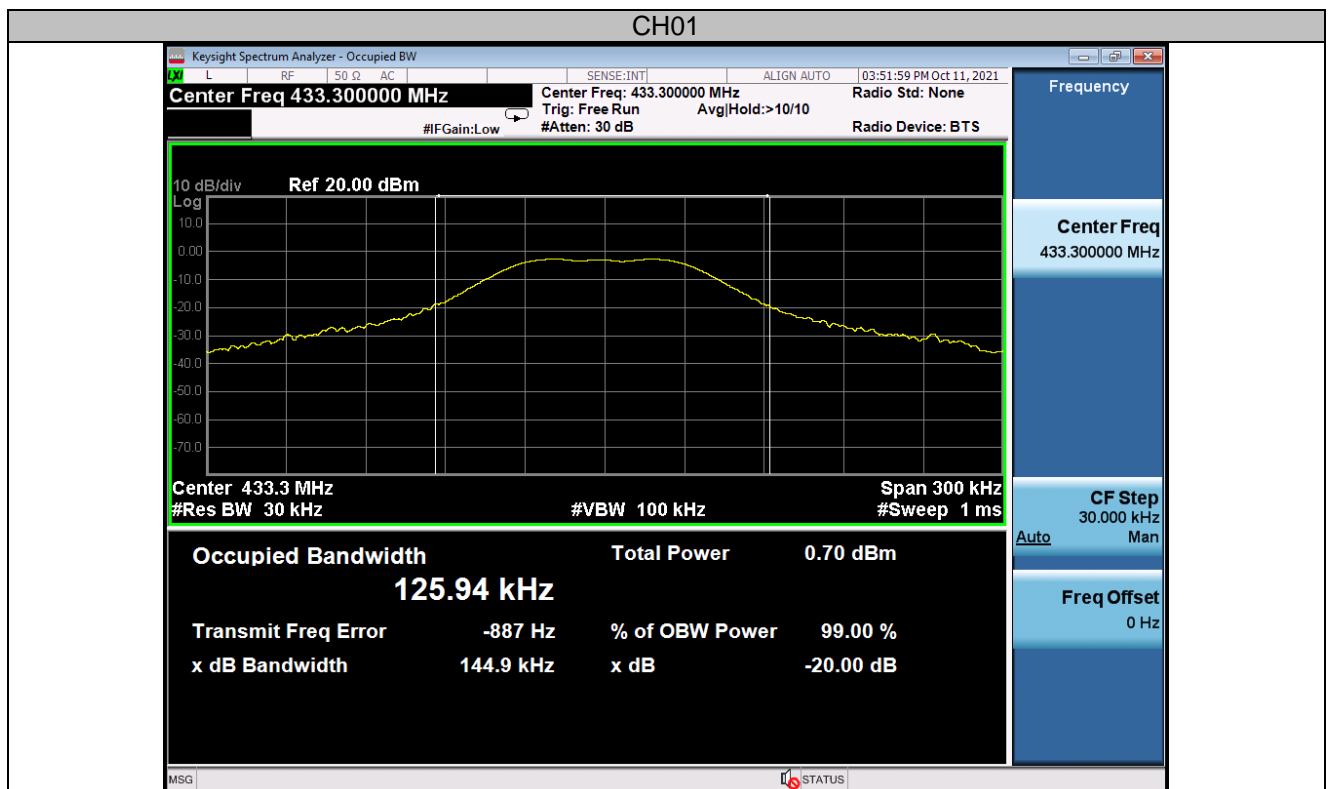 CH01
Keysight Spectrum Analyzer - Occupied BW
LXI L RF 50 Ω AC SENSE:INT ALIGN AUTO 03:51:59 PM Oct 11, 2021
Center Freq 433.300000 MHz
Center Freq: 433.300000 MHz
Radio Std: None
Trig: Free Run Avg|Hold:>10/10
#IFGain:Low
#Atten: 30 dB
Radio Device: BTS
10 dB/div Ref 20.00 dBm
Log
10.0
0.00
-10.0
-20.0
-30.0
-40.0
-50.0
-60.0
-70.0
Center 433.3 MHz Span 300 kHz
#Res BW 30 kHz #VBW 100 kHz #Sweep 1 ms
Occupied Bandwidth Total Power 0.70 dBm
125.94 kHz
Transmit Freq Error -887 Hz % of OBW Power 99.00 %
x dB Bandwidth 144.9 kHz x dB -20.00 dB
Frequency
Center Freq
433.300000 MHz
CF Step
30.000 kHz
Auto Man
Freq Offset
0 Hz
MSG STATUS